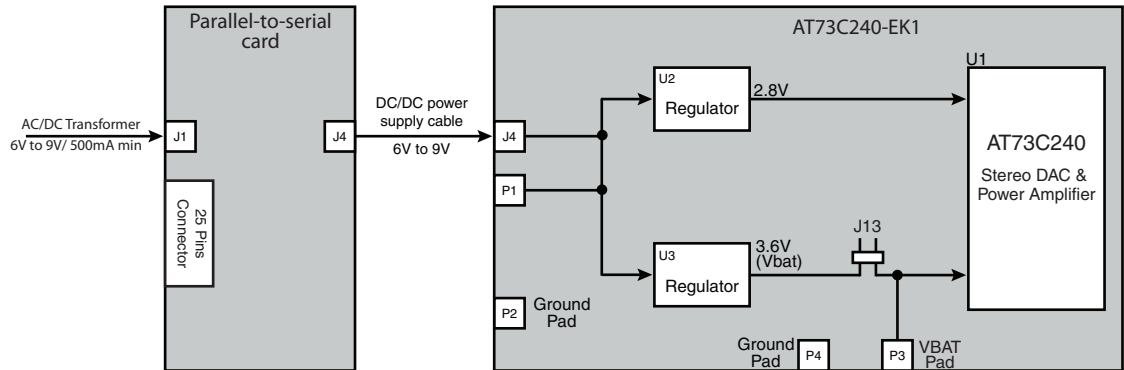 Parallel-to-serial
card
AC/DC Transformer
6V to 9V/ 500mA min
J1
J4
25 Pins
Connector
DC/DC power
supply cable
6V to 9V
AT73C240-EK1
J4
P1
P2
Ground
Pad
U2
Regulator
2.8V
U3
Regulator
3.6V
(Vbat)
J13
U1
AT73C240
Stereo DAC &
Power Amplifier
Ground
Pad
P4
P3
VBAT
Pad